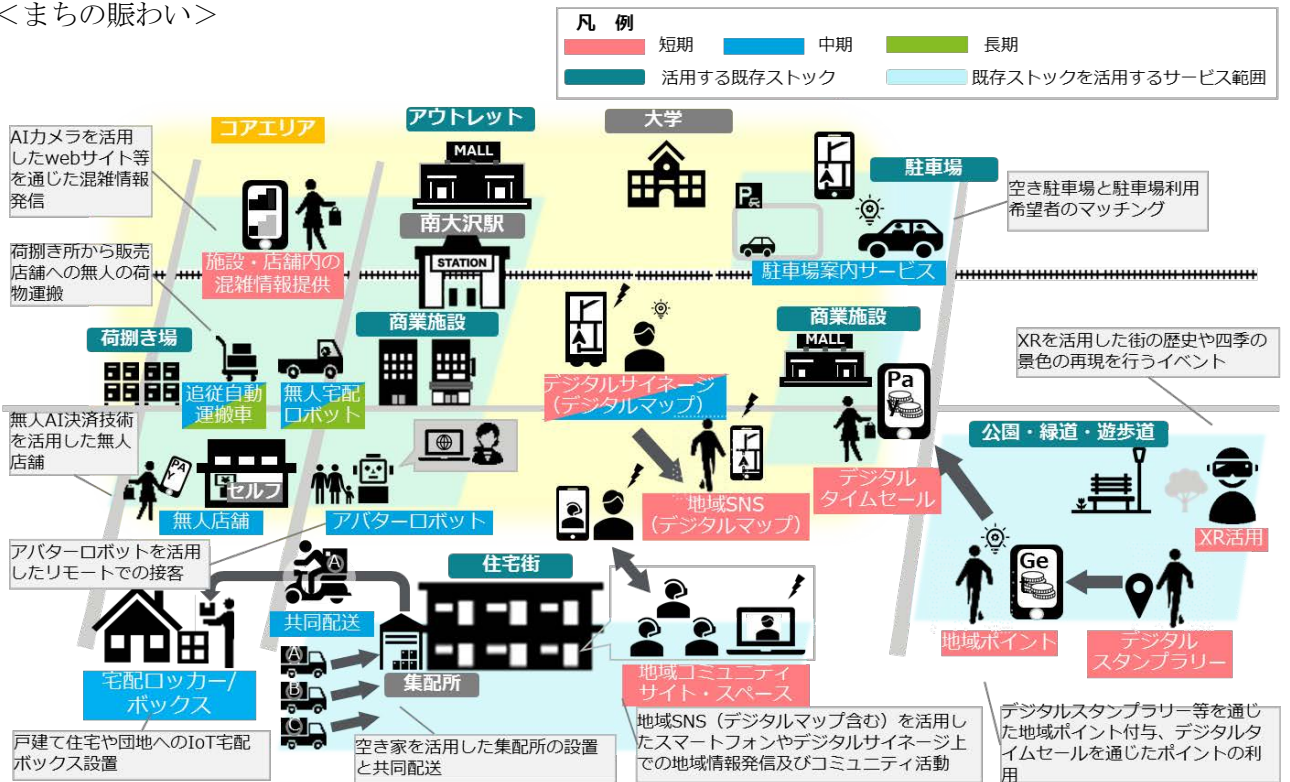 ＜まちの賑わい＞
凡 例
短期
中期
長期
活用する既存ストック
既存ストックを活用するサービス範囲
AIカメラを活用
したwebサイト等
を通じた混雑情報
発信
コアエリア
アウトレット
MALL
大学
駐車場
空き駐車場と駐車場利用
希望者のマッチング
P
南大沢駅
STATION
施設・店舗内の
混雑情報提供
駐車場案内サービス
荷捌き所から販売
店舗への無人の荷
物運搬
荷捌き場
商業施設
商業施設
MALL
XRを活用した街の歴史や四季の
景色の再現を行うイベント
追従自動
運搬車
無人宅配
ロボット
デジタルサイネージ
（デジタルマップ）
Pa
y
無人AI決済技術
を活用した無人
店舗
公園・緑道・遊歩道
PA
Y
セルフ
無人店舗
アバターロボット
地域SNS
（デジタルマップ）
デジタル
タイムセール
XR活用
アバターロボットを活用
したリモートでの接客
A
住宅街
Ge
t
共同配送
地域ポイント
デジタル
スタンプラリー
宅配ロッカー/
ボックス
A
B
C
集配所
地域コミュニティ
サイト・スペース
戸建て住宅や団地へのIoT宅配
ボックス設置
空き家を活用した集配所の設置
と共同配送
地域SNS（デジタルマップ含む）を活用し
たスマートフォンやデジタルサイネージ上
での地域情報発信及びコミュニティ活動
デジタルスタンプラリー等を通じ
た地域ポイント付与、デジタルタ
イムセールを通じたポイントの利
用